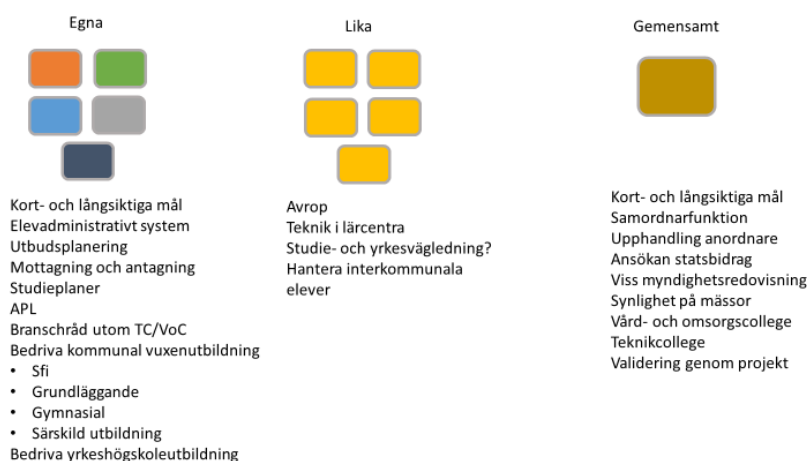 Egna
Kort- och långsiktiga mål
Elevadministrativt system
Utbudsplanering
Mottagning och antagning
Studieplaner
APL
Branschråd utom TC/VoC
Bedriva kommunal vuxenutbildning
• Sfi
• Grundläggande
• Gymnasial
• Särskild utbildning
Bedriva yrkeshögskoleutbildning
Lika
Avrop
Teknik i lärcentra
Studie- och yrkesvägledning?
Hantera interkommunala
elever
Gemensamt
Kort- och långsiktiga mål
Samordnarfunktion
Upphandling anordnare
Ansökan statsbidrag
Viss myndighetsredovisning
Synlighet på mässor
Vård- och omsorgscollege
Teknikcollege
Validering genom projekt